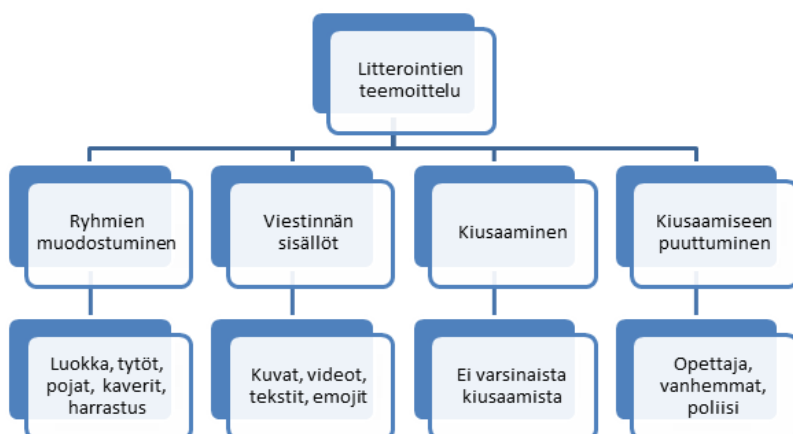 Litterointien
teemoittelu
Ryhmien
muodostuminen
Viestinnän
sisällöt
Kiusaaminen
Kiusaamiseen
puuttuminen
Luokka, tytöt,
pojat, kaverit,
harrastus
Kuvat, videot,
tekstit, emojit
Ei varsinaista
kiusaamista
Opettaja,
vanhemmat,
poliisi